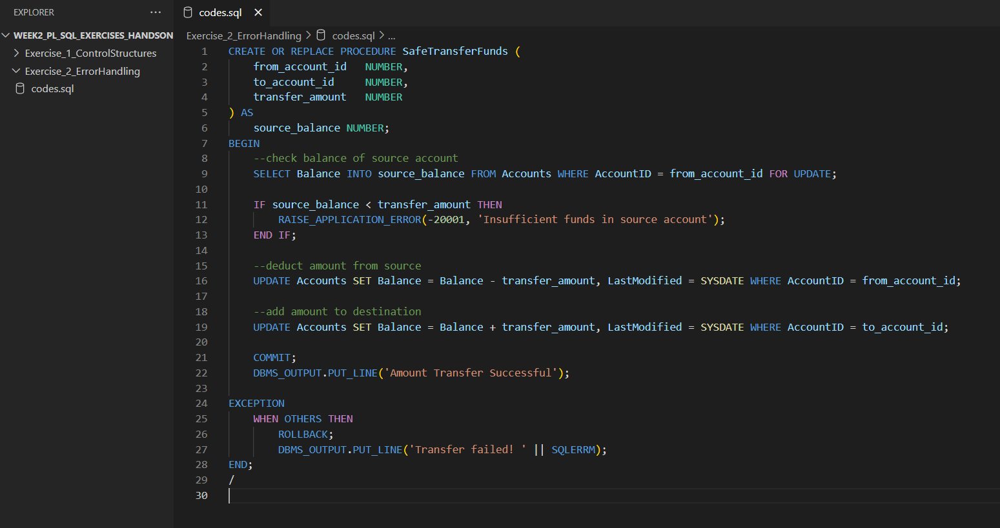 EXPLORER
WEEK2_PL_SQL_EXERCISES_HANDSON
Exercise_1_ControlStructures
Exercise_2_ErrorHandling
codes.sql
codes.sql
Exercise_2_ErrorHandling > codes.sql > ...
1 CREATE OR REPLACE PROCEDURE SafeTransferFunds (
2     from_account_id   NUMBER,
3     to_account_id     NUMBER,
4     transfer_amount   NUMBER
5 ) AS
6     source_balance NUMBER;
7 BEGIN
8     --check balance of source account
9     SELECT Balance INTO source_balance FROM Accounts WHERE AccountID = from_account_id FOR UPDATE;
10
11     IF source_balance < transfer_amount THEN
12         RAISE_APPLICATION_ERROR(-20001, 'Insufficient funds in source account');
13     END IF;
14
15     --deduct amount from source
16     UPDATE Accounts SET Balance = Balance - transfer_amount, LastModified = SYSDATE WHERE AccountID = from_account_id;
17
18     --add amount to destination
19     UPDATE Accounts SET Balance = Balance + transfer_amount, LastModified = SYSDATE WHERE AccountID = to_account_id;
20
21     COMMIT;
22     DBMS_OUTPUT.PUT_LINE('Amount Transfer Successful');
23
24 EXCEPTION
25     WHEN OTHERS THEN
26         ROLLBACK;
27         DBMS_OUTPUT.PUT_LINE('Transfer failed! ' || SQLERRM);
28 END;
29 /
30